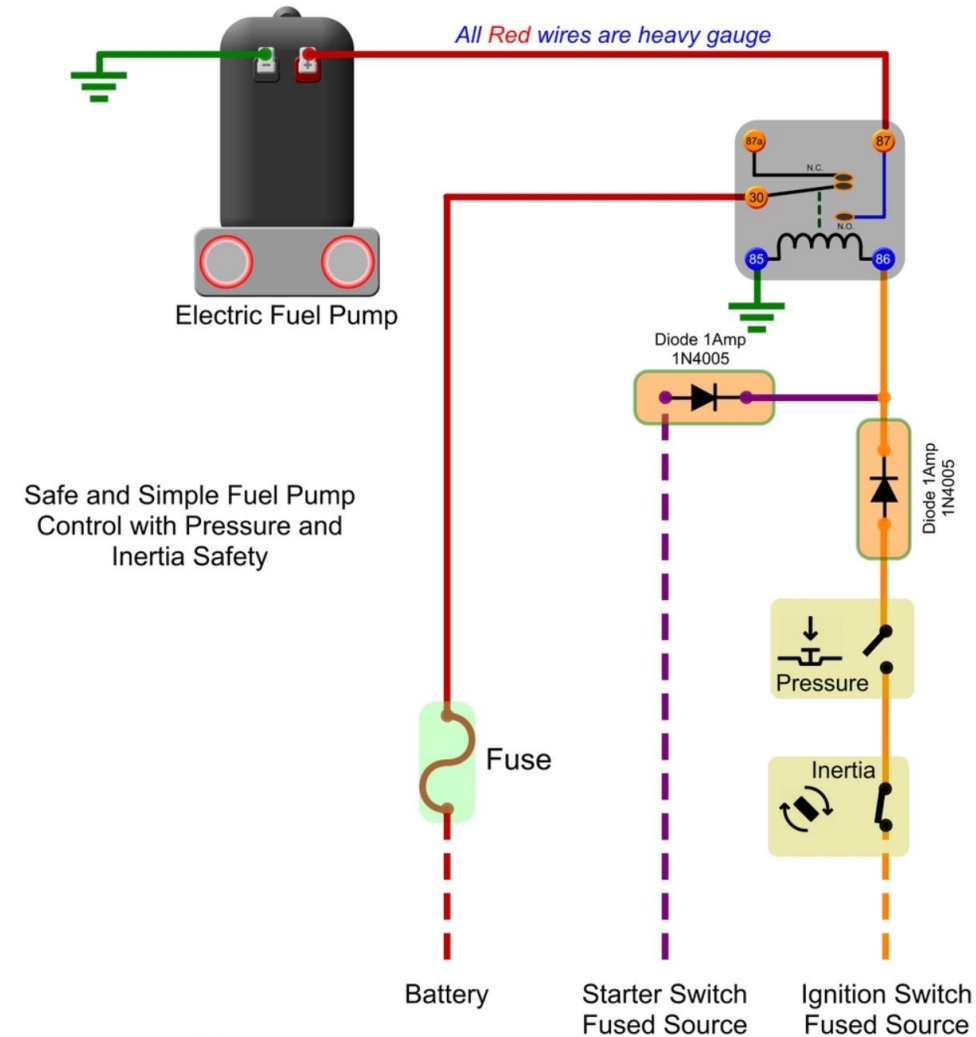 All Red wires are heavy gauge
−
+
87a
87
N.C.
30
N.O.
85
86
Electric Fuel Pump
Diode 1Amp
1N4005
Diode 1Amp
1N4005
Safe and Simple Fuel Pump
Control with Pressure and
Inertia Safety
Pressure
Fuse
Inertia
Battery
Starter Switch
Fused Source
Ignition Switch
Fused Source